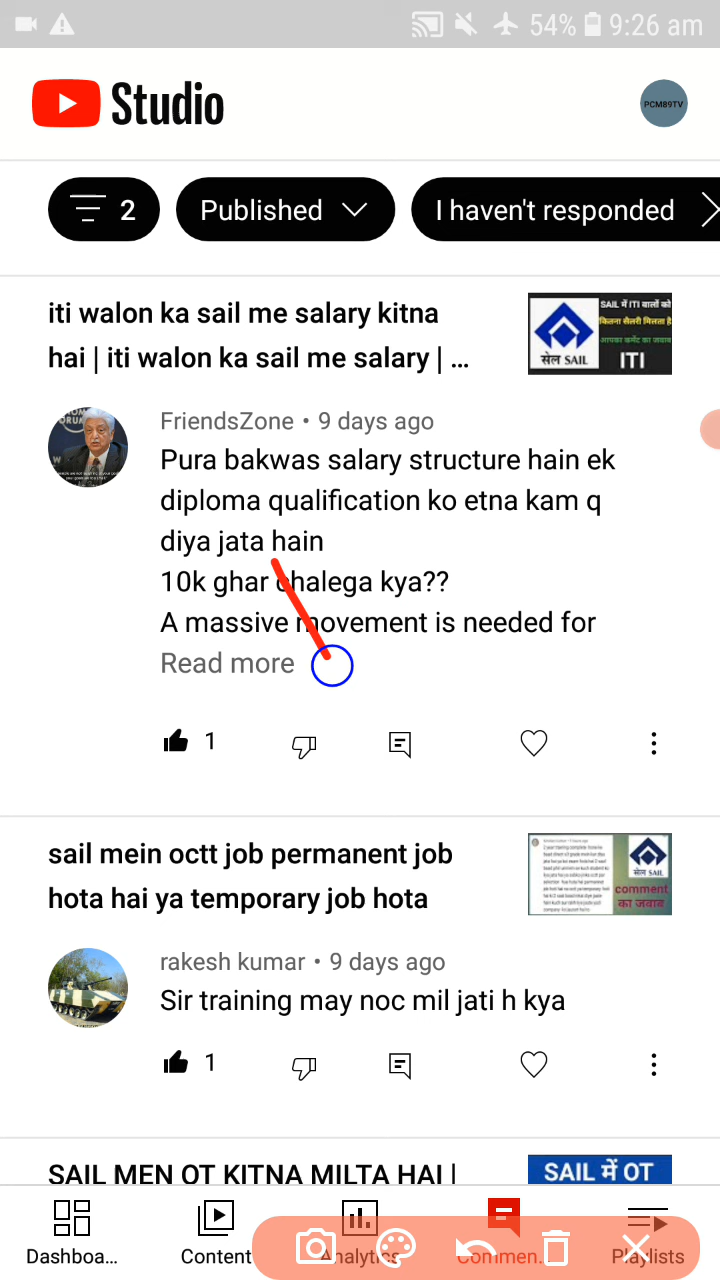 54% 9:26 am
Studio
PCM89TV
2
Published
I haven't responded
iti walon ka sail me salary kitna
hai | iti walon ka sail me salary | ...
SAIL में ITI वालों को
कितना सैलरी मिलता है
आपका कमेंट का जवाब
सेल SAIL
ITI
FriendsZone • 9 days ago
Pura bakwas salary structure hain ek
diploma qualification ko etna kam q
diya jata hain
10k ghar chalega kya??
A massive movement is needed for
Read more
1
sail mein octt job permanent job
hota hai ya temporary job hota
सेल SAIL
comment
का जवाब
rakesh kumar • 9 days ago
Sir training may noc mil jati h kya
1
SAIL MEN OT KITNA MILTA HAI |
SAIL में OT
Dashboa...
Content
Analytics
Commen...
Playlists